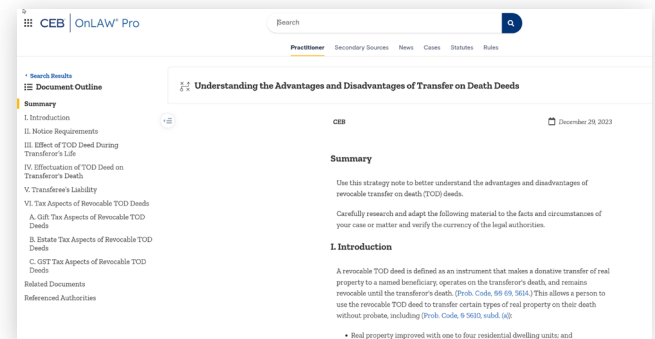 CEB OnLAW® Pro
Search
Practitioner Secondary Sources News Cases Statutes Rules
Search Results
Document Outline
Summary
I. Introduction
II. Notice Requirements
III. Effect of TOD Deed During
Transferor's Life
IV. Effectuation of TOD Deed on
Transferor's Death
V. Transferee's Liability
VI. Tax Aspects of Revocable TOD Deeds
A. Gift Tax Aspects of Revocable TOD
Deeds
B. Estate Tax Aspects of Revocable TOD
Deeds
C. GST Tax Aspects of Revocable TOD
Deeds
Related Documents
Referenced Authorities
Understanding the Advantages and Disadvantages of Transfer on Death Deeds
CEB December 29, 2023
Summary
Use this strategy note to better understand the advantages and disadvantages of
revocable transfer on death (TOD) deeds.
Carefully research and adapt the following material to the facts and circumstances of
your case or matter and verify the currency of the legal authorities.
I. Introduction
A revocable TOD deed is defined as an instrument that makes a donative transfer of real
property to a named beneficiary, operates on the transferor's death, and remains
revocable until the transferor's death. (Prob. Code, §§ 69, 5614.) This allows a person to
use the revocable TOD deed to transfer certain types of real property on their death
without probate, including (Prob. Code, § 5610, subd. (a)):
• Real property improved with one to four residential dwelling units; and